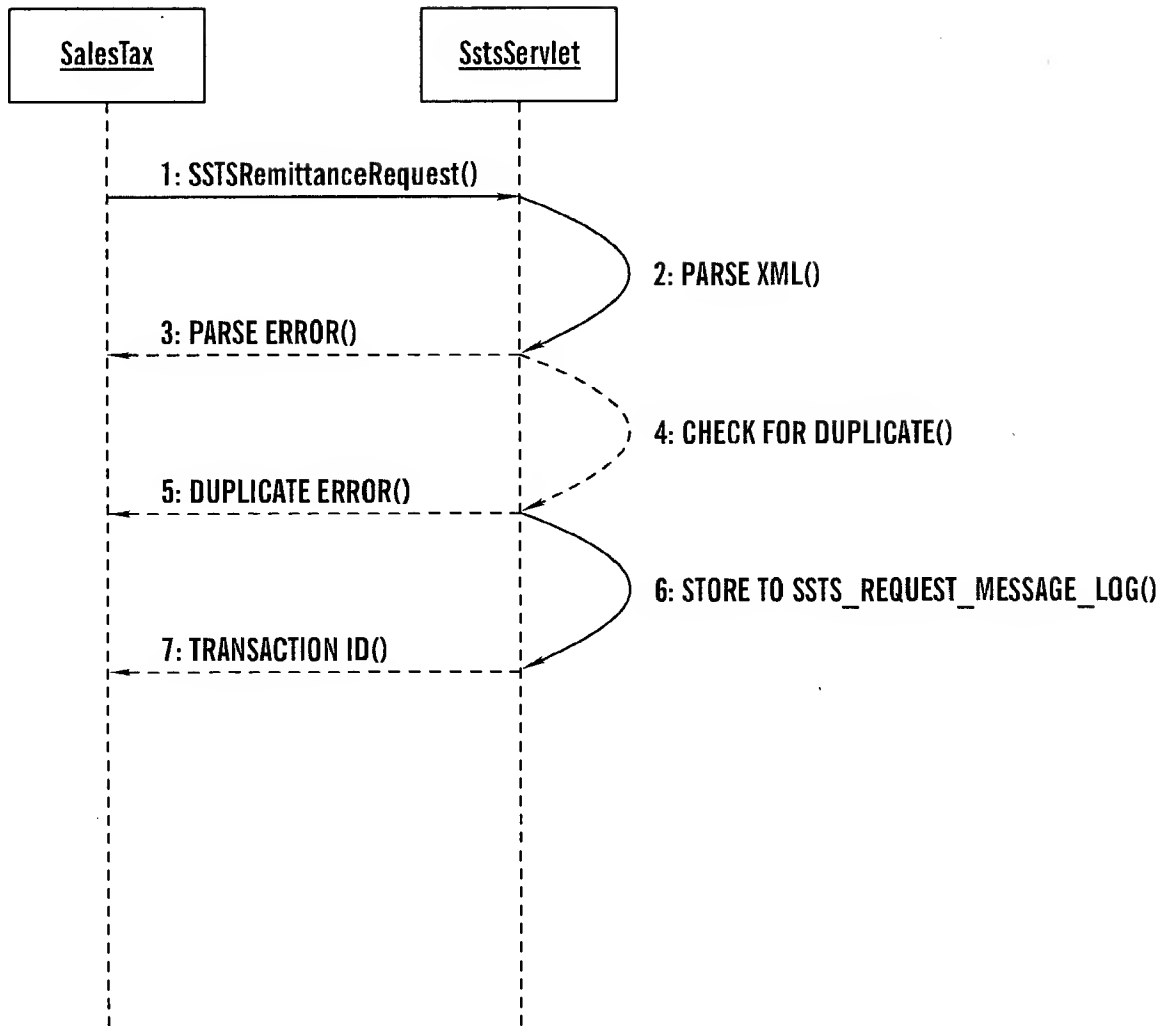 SalesTax
SstsServlet
1: SSTSRemittanceRequest()
2: PARSE XML()
3: PARSE ERROR()
4: CHECK FOR DUPLICATE()
5: DUPLICATE ERROR()
6: STORE TO SSTS_REQUEST_MESSAGE_LOG()
7: TRANSACTION ID()